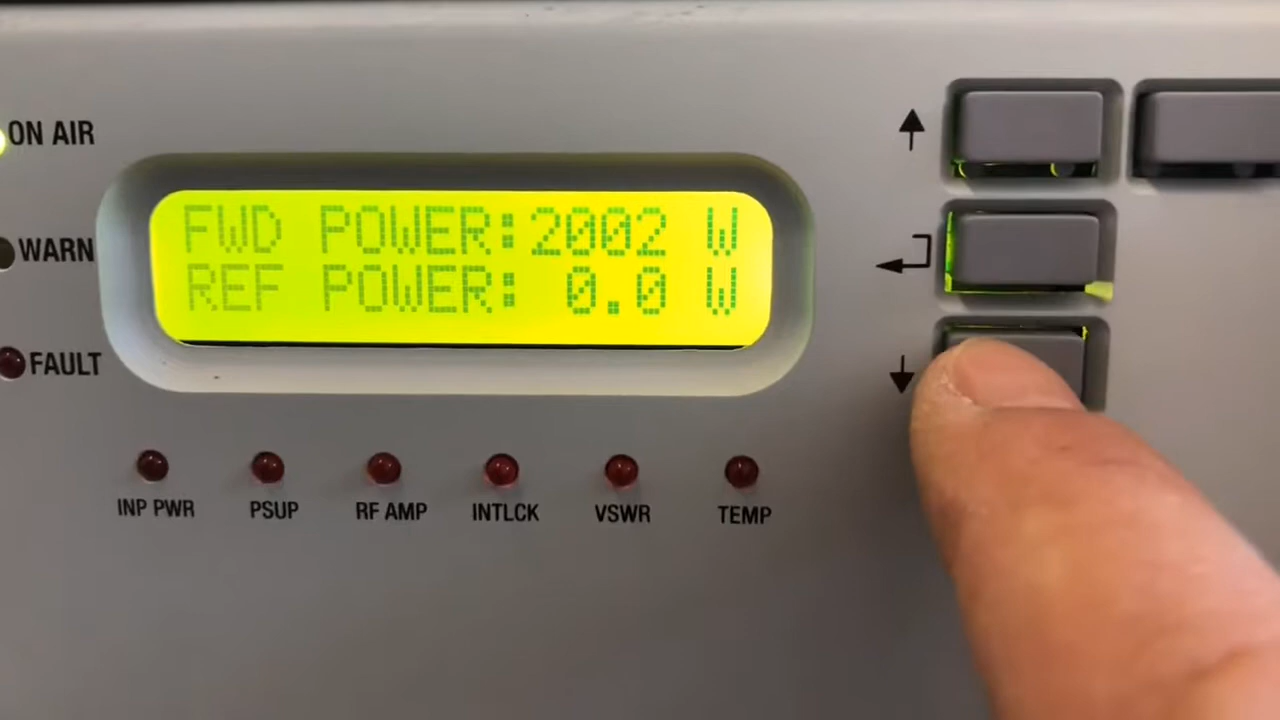 ON AIR
WARN
FAULT
FWD POWER:2002 W
REF POWER: 0.0 W
INP PWR
PSUP
RF AMP
INTLCK
VSWR
TEMP